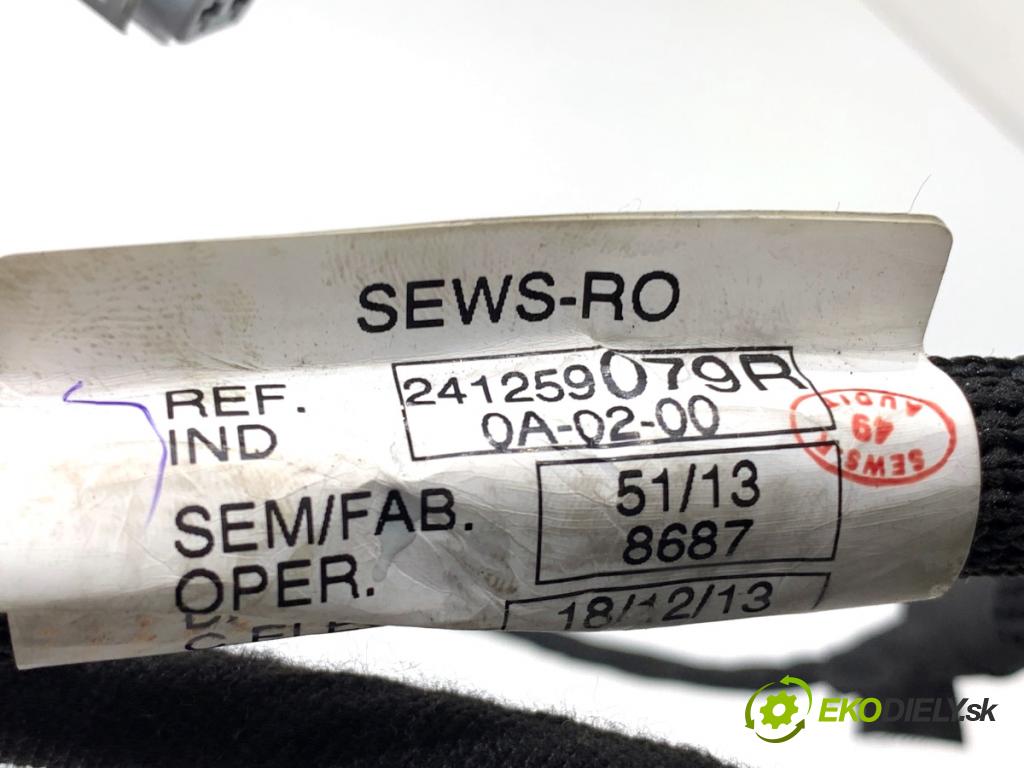 SEWS-RO
REF. 241259079R
IND 0A-02-00
SEM/FAB. 51/13
OPER. 8687
18/12/13
AUDIT
49
SEWS
EKODIELY.sk